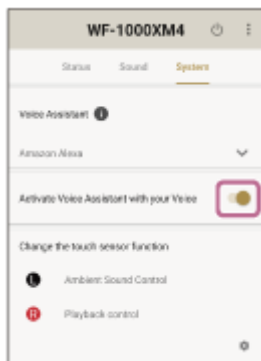 WF-1000XM4
Status Sound System
Voice Assistant
Amazon Alexa
Activate Voice Assistant with your Voice
Change the touch sensor function
L Ambient Sound Control
R Playback control